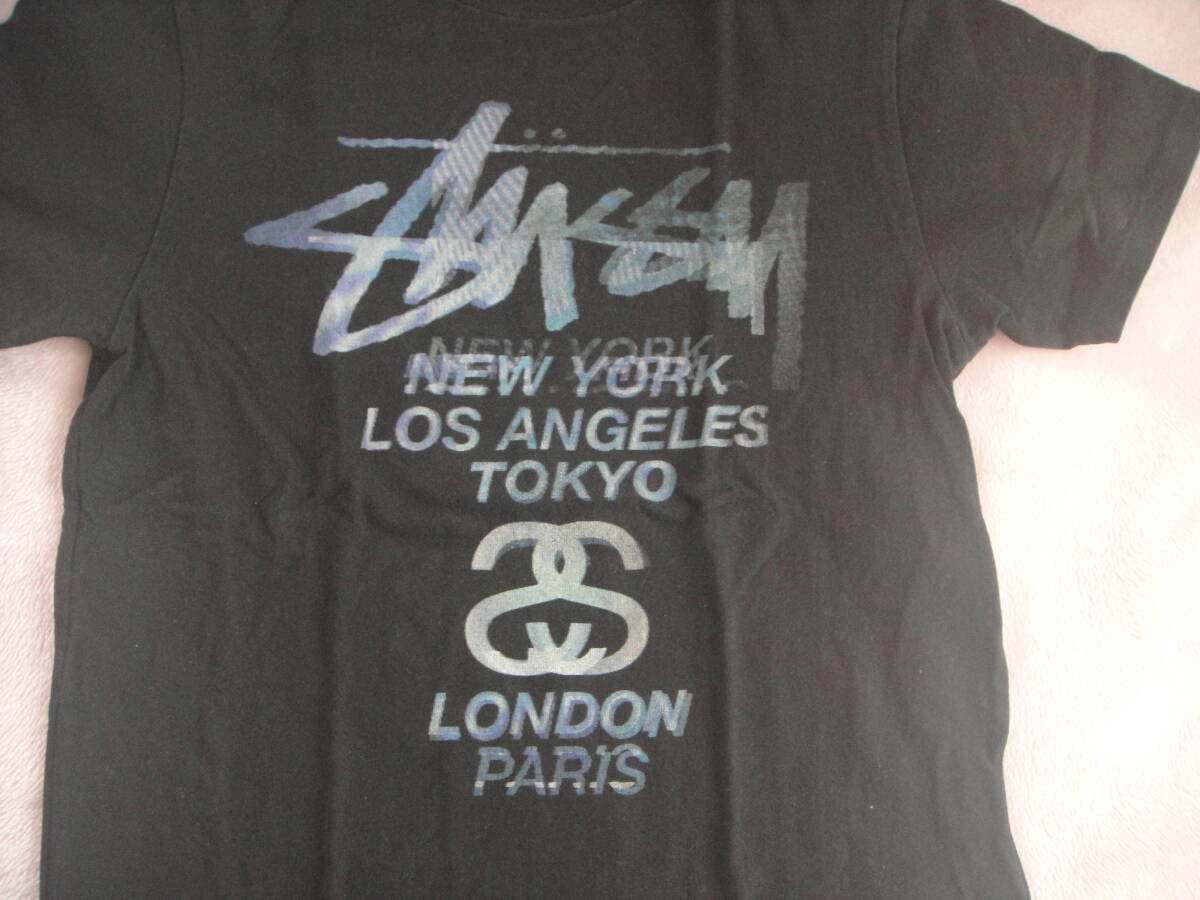 Stüssy
NEW YORK
NEW YORK
LOS ANGELES
TOKYO
LONDON
PARIS